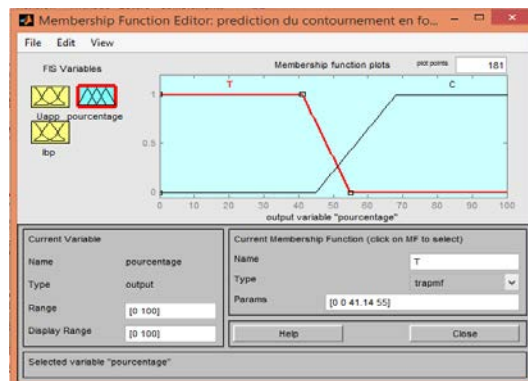 Membership Function Editor: prediction du contournement en fo...
File Edit View
FIS Variables
Membership function plots
plot points
181
Uapp
pourcentage
lbp
T
C
1
0.5
0
0 10 20 30 40 50 60 70 80 90 100
output variable "pourcentage"
Current Variable
Name pourcentage
Type output
Range [0 100]
Display Range [0 100]
Current Membership Function (click on MF to select)
Name T
Type trapmf
Params [0 0 41.14 55]
Help
Close
Selected variable "pourcentage"